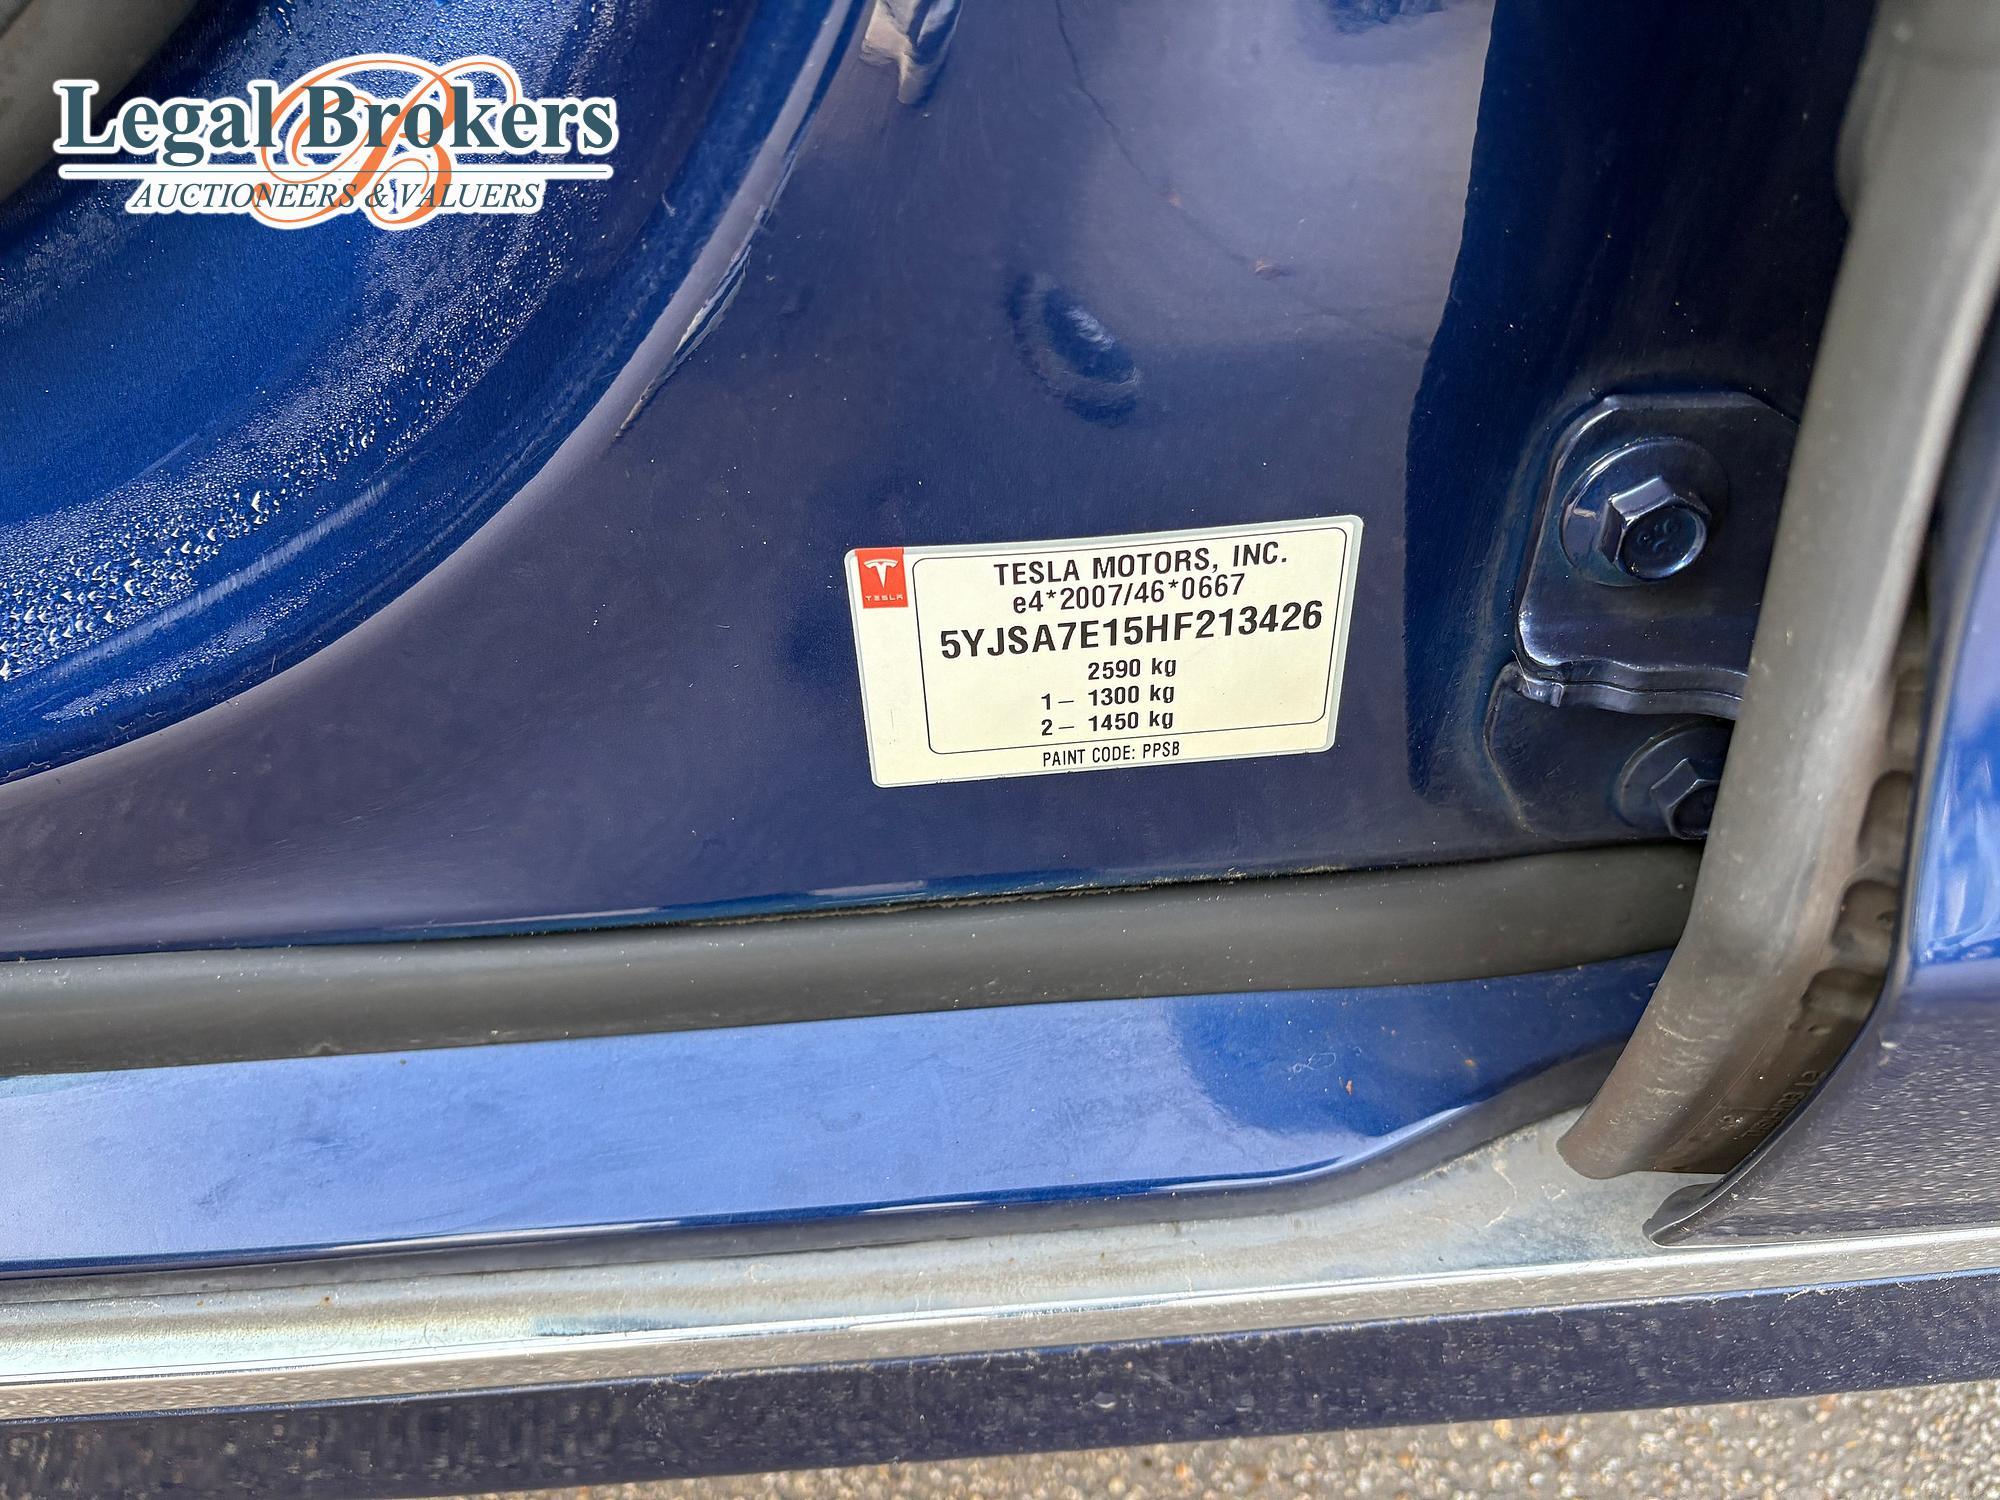 Legal Brokers
AUCTIONEERS & VALUERS
TESLA
TESLA MOTORS, INC.
e4*2007/46*0667
5YJSA7E15HF213426
2590 kg
1– 1300 kg
2– 1450 kg
PAINT CODE: PPSB